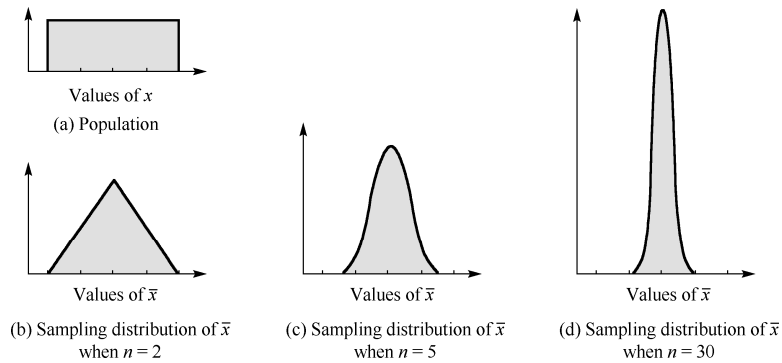 Values of x
(a) Population
Values of x̄
(b) Sampling distribution of x̄
when n = 2
Values of x̄
(c) Sampling distribution of x̄
when n = 5
Values of x̄
(d) Sampling distribution of x̄
when n = 30